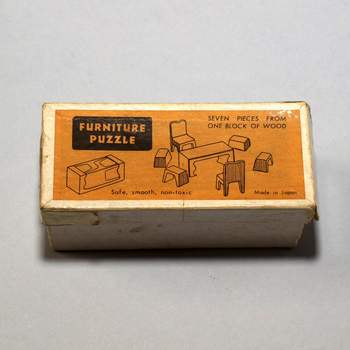 FURNITURE
PUZZLE
SEVEN PIECES FROM
ONE BLOCK OF WOOD
Safe, smooth, non-toxic
Made in Japan